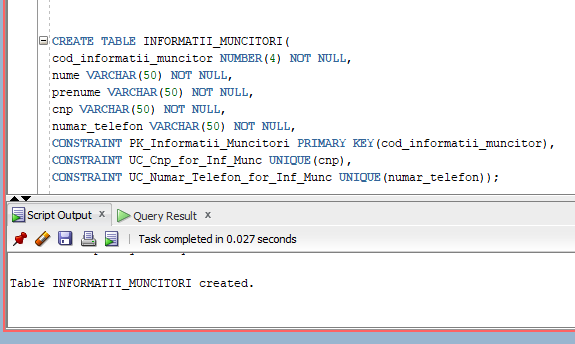 CREATE TABLE INFORMATII_MUNCITORI(
cod_informatii_muncitor NUMBER(4) NOT NULL,
nume VARCHAR(50) NOT NULL,
prenume VARCHAR(50) NOT NULL,
cnp VARCHAR(50) NOT NULL,
numar_telefon VARCHAR(50) NOT NULL,
CONSTRAINT PK_Informatii_Muncitori PRIMARY KEY(cod_informatii_muncitor),
CONSTRAINT UC_Cnp_for_Inf_Munc UNIQUE(cnp),
CONSTRAINT UC_Numar_Telefon_for_Inf_Munc UNIQUE(numar_telefon));
Script Output x Query Result x
Task completed in 0.027 seconds
Table INFORMATII_MUNCITORI created.